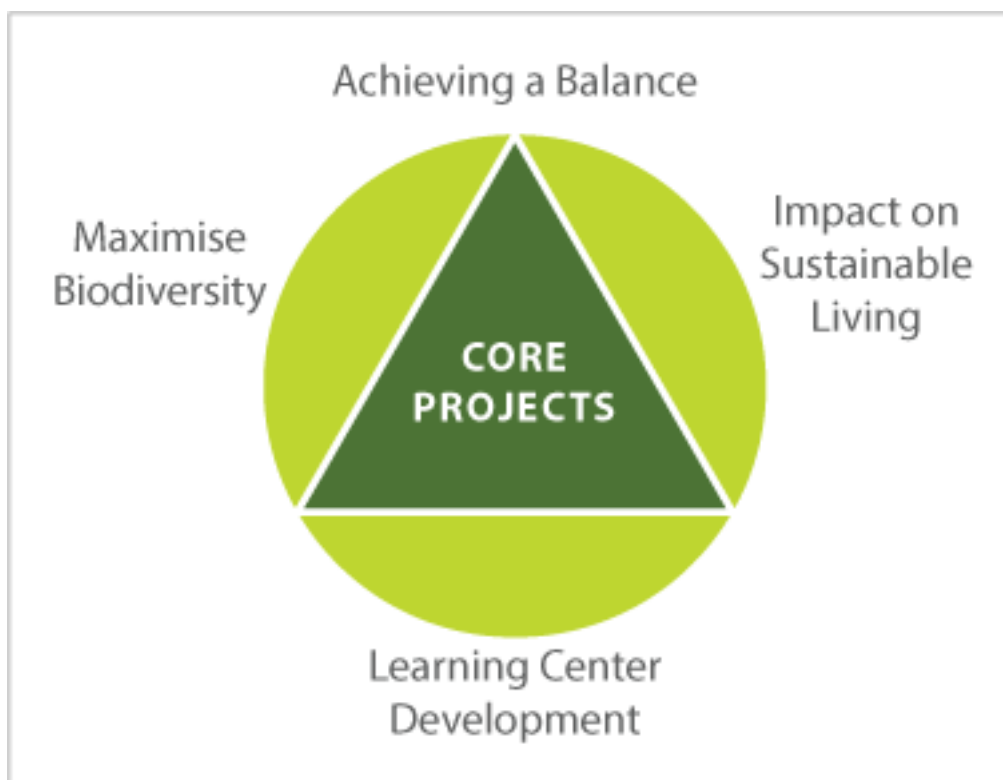 Achieving a Balance
Maximise
Biodiversity
Impact on
Sustainable
Living
CORE
PROJECTS
Learning Center
Development